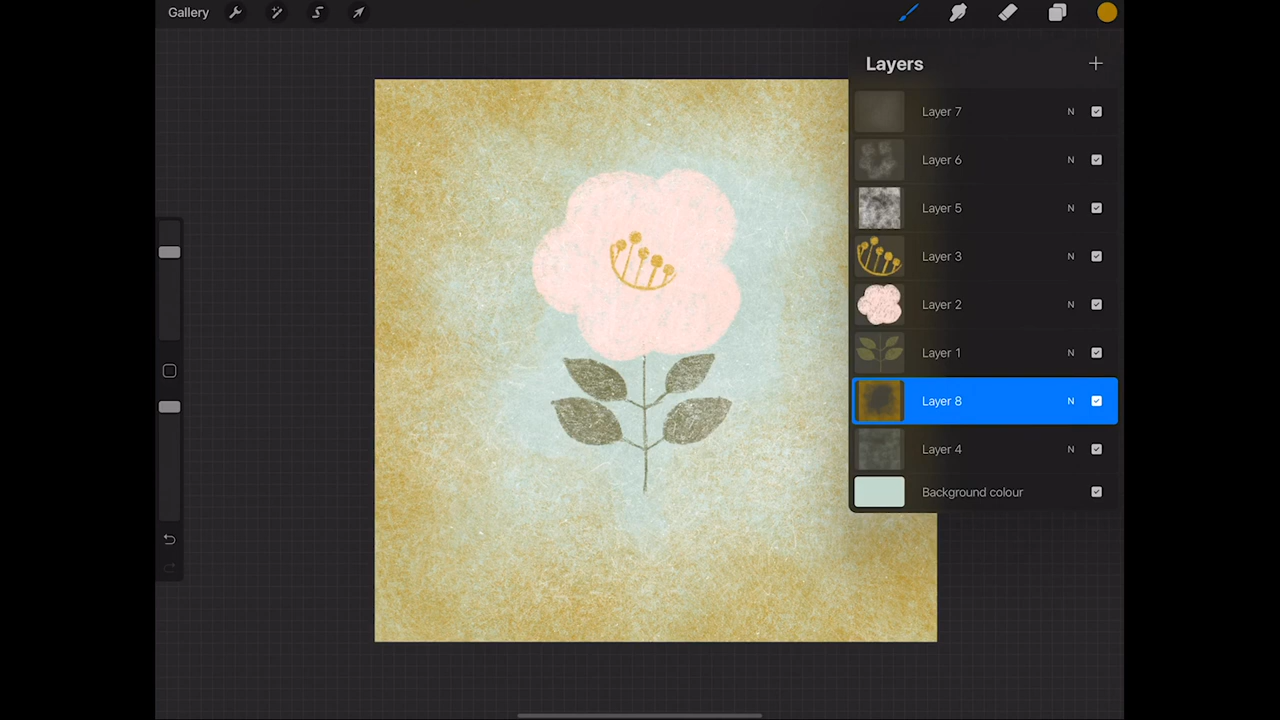 Gallery
Layers
Layer 7 N
Layer 6 N
Layer 5 N
Layer 3 N
Layer 2 N
Layer 1 N
Layer 8 N
Layer 4 N
Background colour